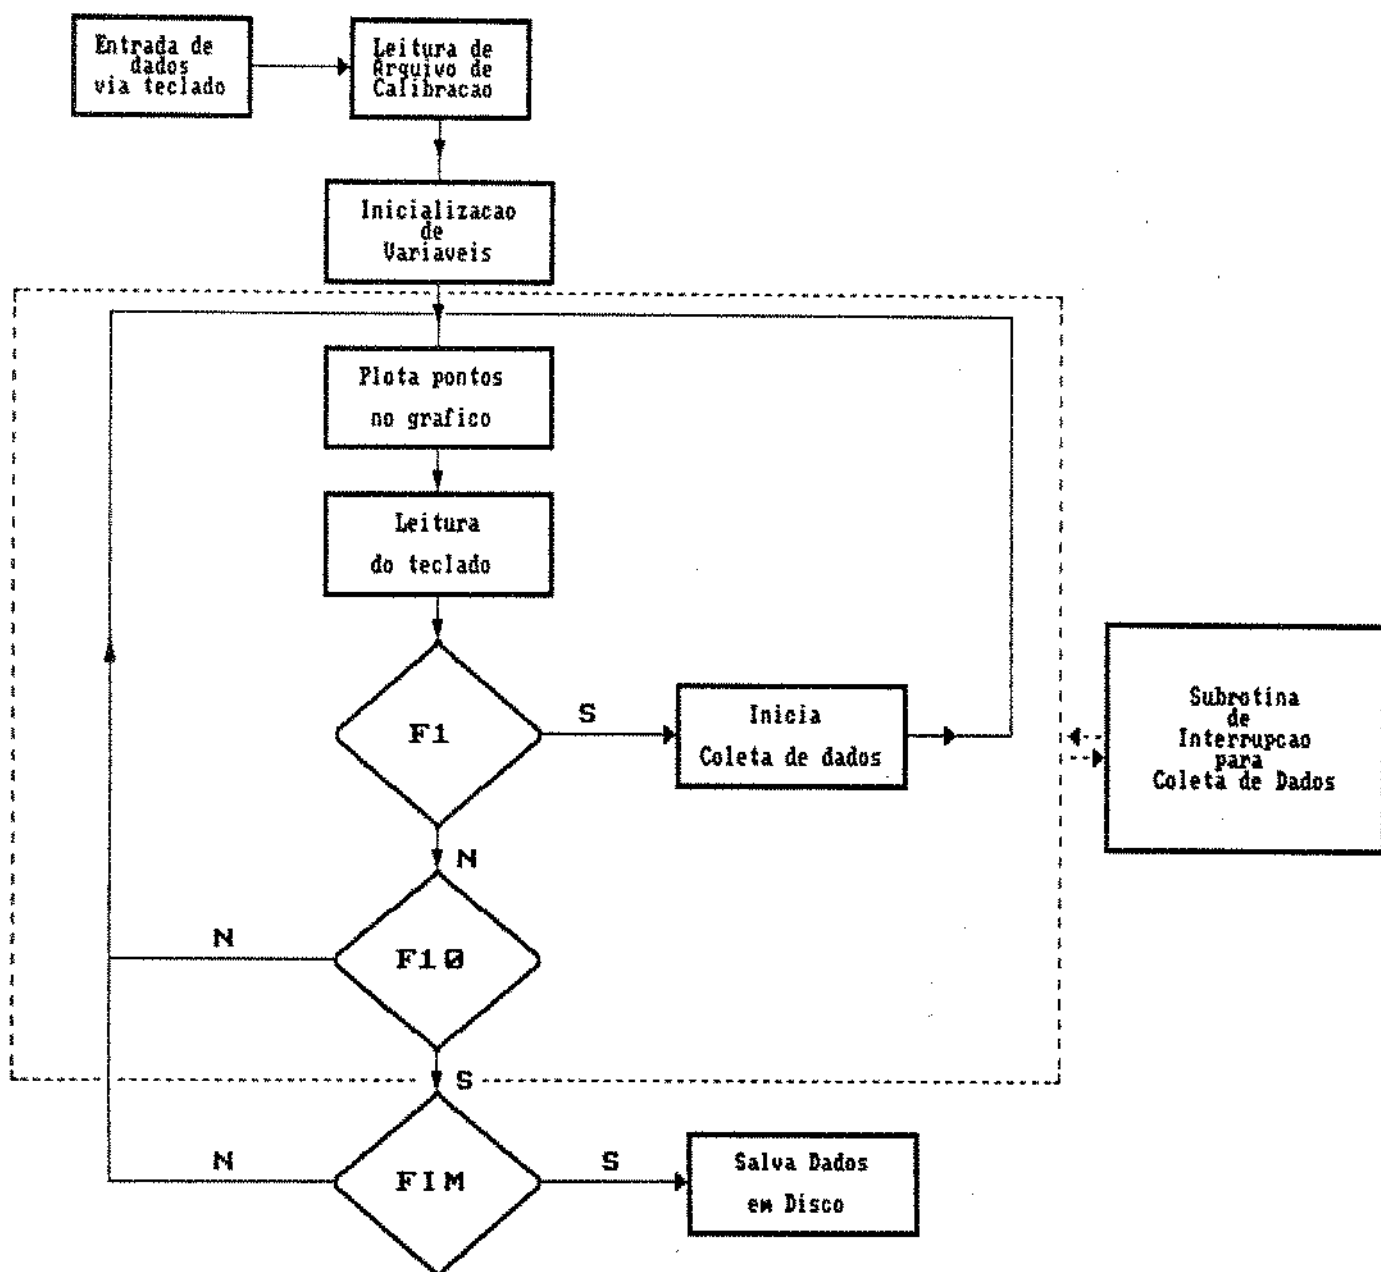 Entrada de
dados
via teclado
Leitura de
Arquivo de
Calibracao
Inicializacao
de
Variaveis
Plota pontos
no grafico
Leitura
do teclado
F1
S
Inicia
Coleta de dados
Subrotina
de
Interrupcao
para
Coleta de Dados
N
F10
N
S
FIM
N
S
Salva Dados
em Disco